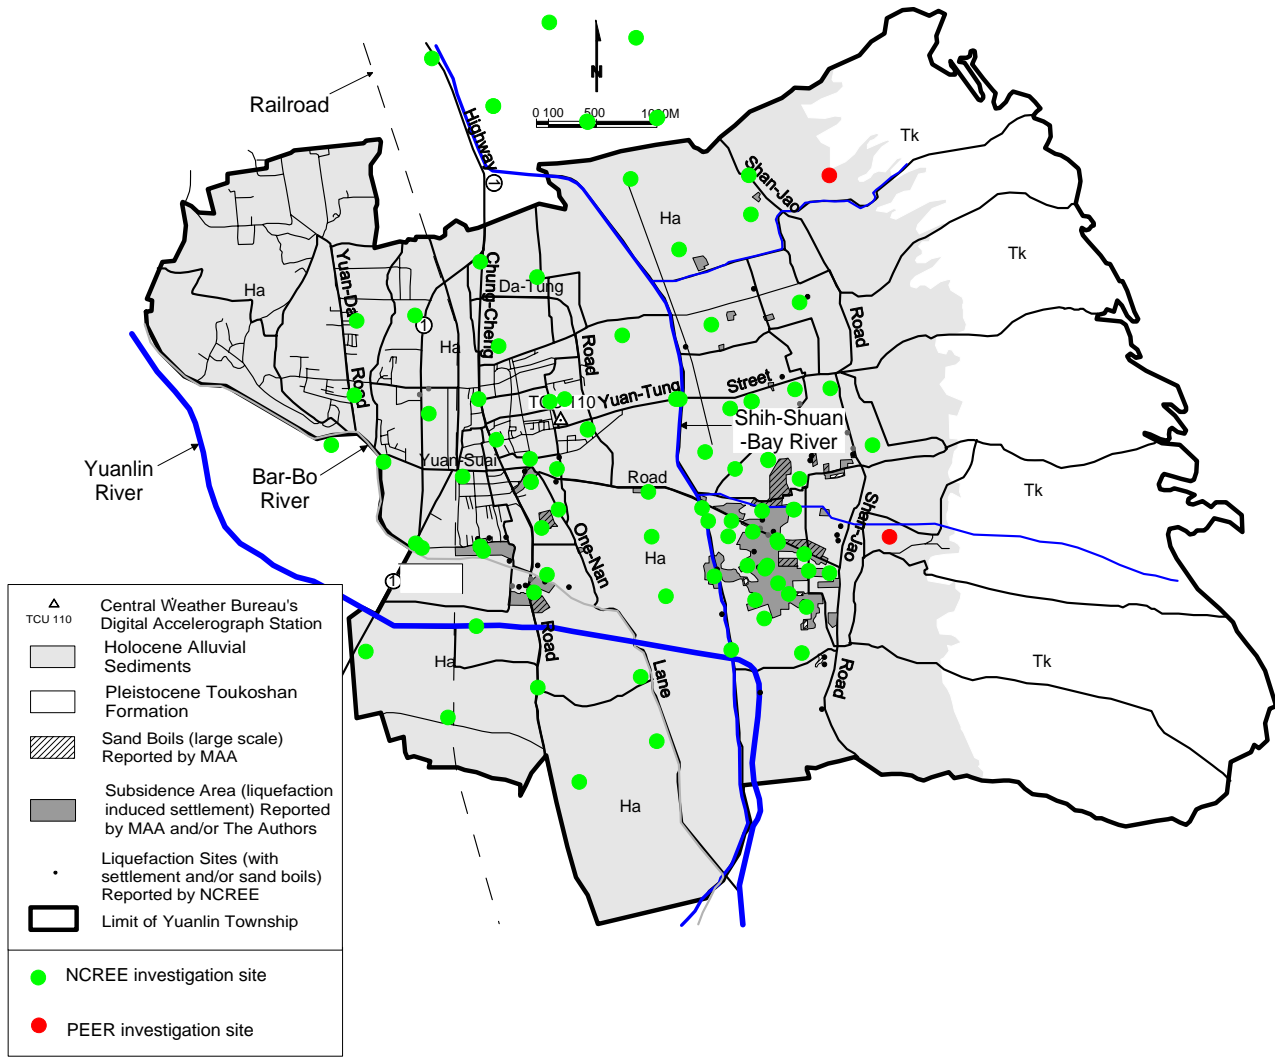 N
0 100 500 1000M
Railroad
Highway
1
Shan-Jao
Tk
Ha
Tk
Yuan-Da
Ha
Chung-Cheng
Da-Tung
1
Ha
Road
Road
Road
Street
Yuan-Tung
TCU 110
Shih-Shuan
-Bay River
Yuanlin
River
Bar-Bo
River
Yuan-Suai
Road
Tk
Shan-Jao
One-Nan
Ha
1
Road
Ha
Lane
Road
Tk
Ha
TCU 110
Central Weather Bureau's
Digital Accelerograph Station
Holocene Alluvial
Sediments
Pleistocene Toukoshan
Formation
Sand Boils (large scale)
Reported by MAA
Subsidence Area (liquefaction
induced settlement) Reported
by MAA and/or The Authors
Liquefaction Sites (with
settlement and/or sand boils)
Reported by NCREE
Limit of Yuanlin Township
NCREE investigation site
PEER investigation site